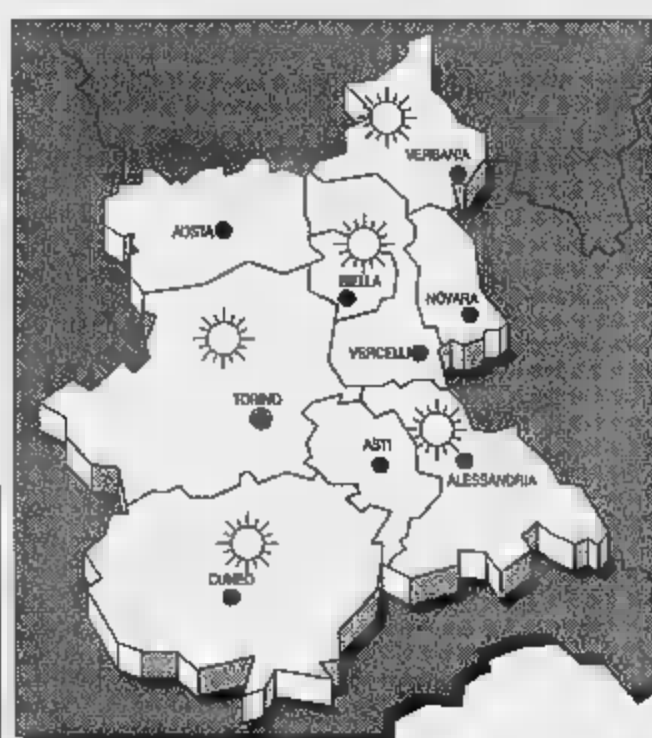 VERBANIA
AOSTA
BIELLA
NOVARA
VERCELLI
TORINO
ASTI
ALESSANDRIA
CUNEO